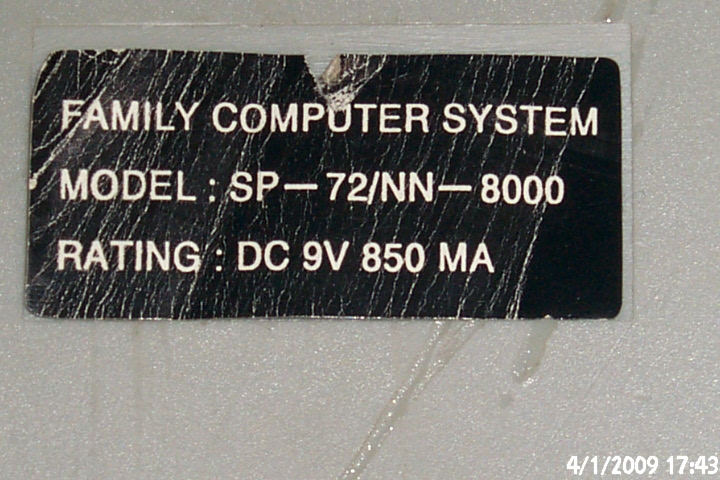 FAMILY COMPUTER SYSTEM
MODEL : SP-72/NN-8000
RATING : DC 9V 850 MA
4/1/2009 17:43